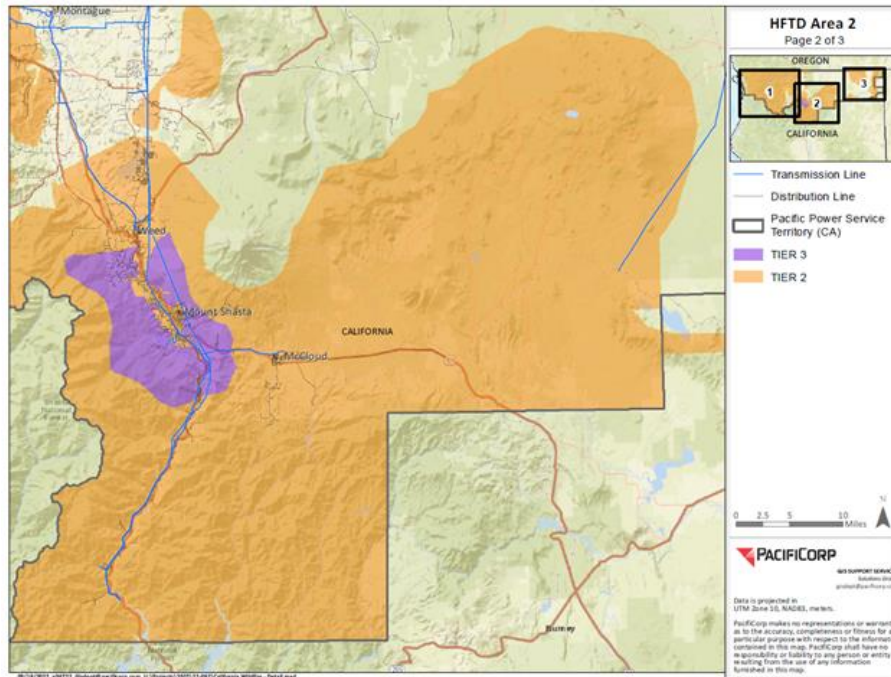 Montague
Weed
Mount Shasta
CALIFORNIA
McCloud
Burney
HFTD Area 2
Page 2 of 3
OREGON
1
2
3
CALIFORNIA
Transmission Line
Distribution Line
Pacific Power Service
Territory (CA)
TIER 3
TIER 2
N
0 2.5 5 10
Miles
PACIFICORP
GIS SUPPORT
Data is projected in
UTM Zone 10, NAD83, meters.
PacifiCorp makes no representations or
as to the accuracy, completeness or fitness for
particular purpose with respect to the
contained in this map. PacifiCorp shall have no
responsibility or liability to any person or entity
resulting from the use of any information
furnished in this map.